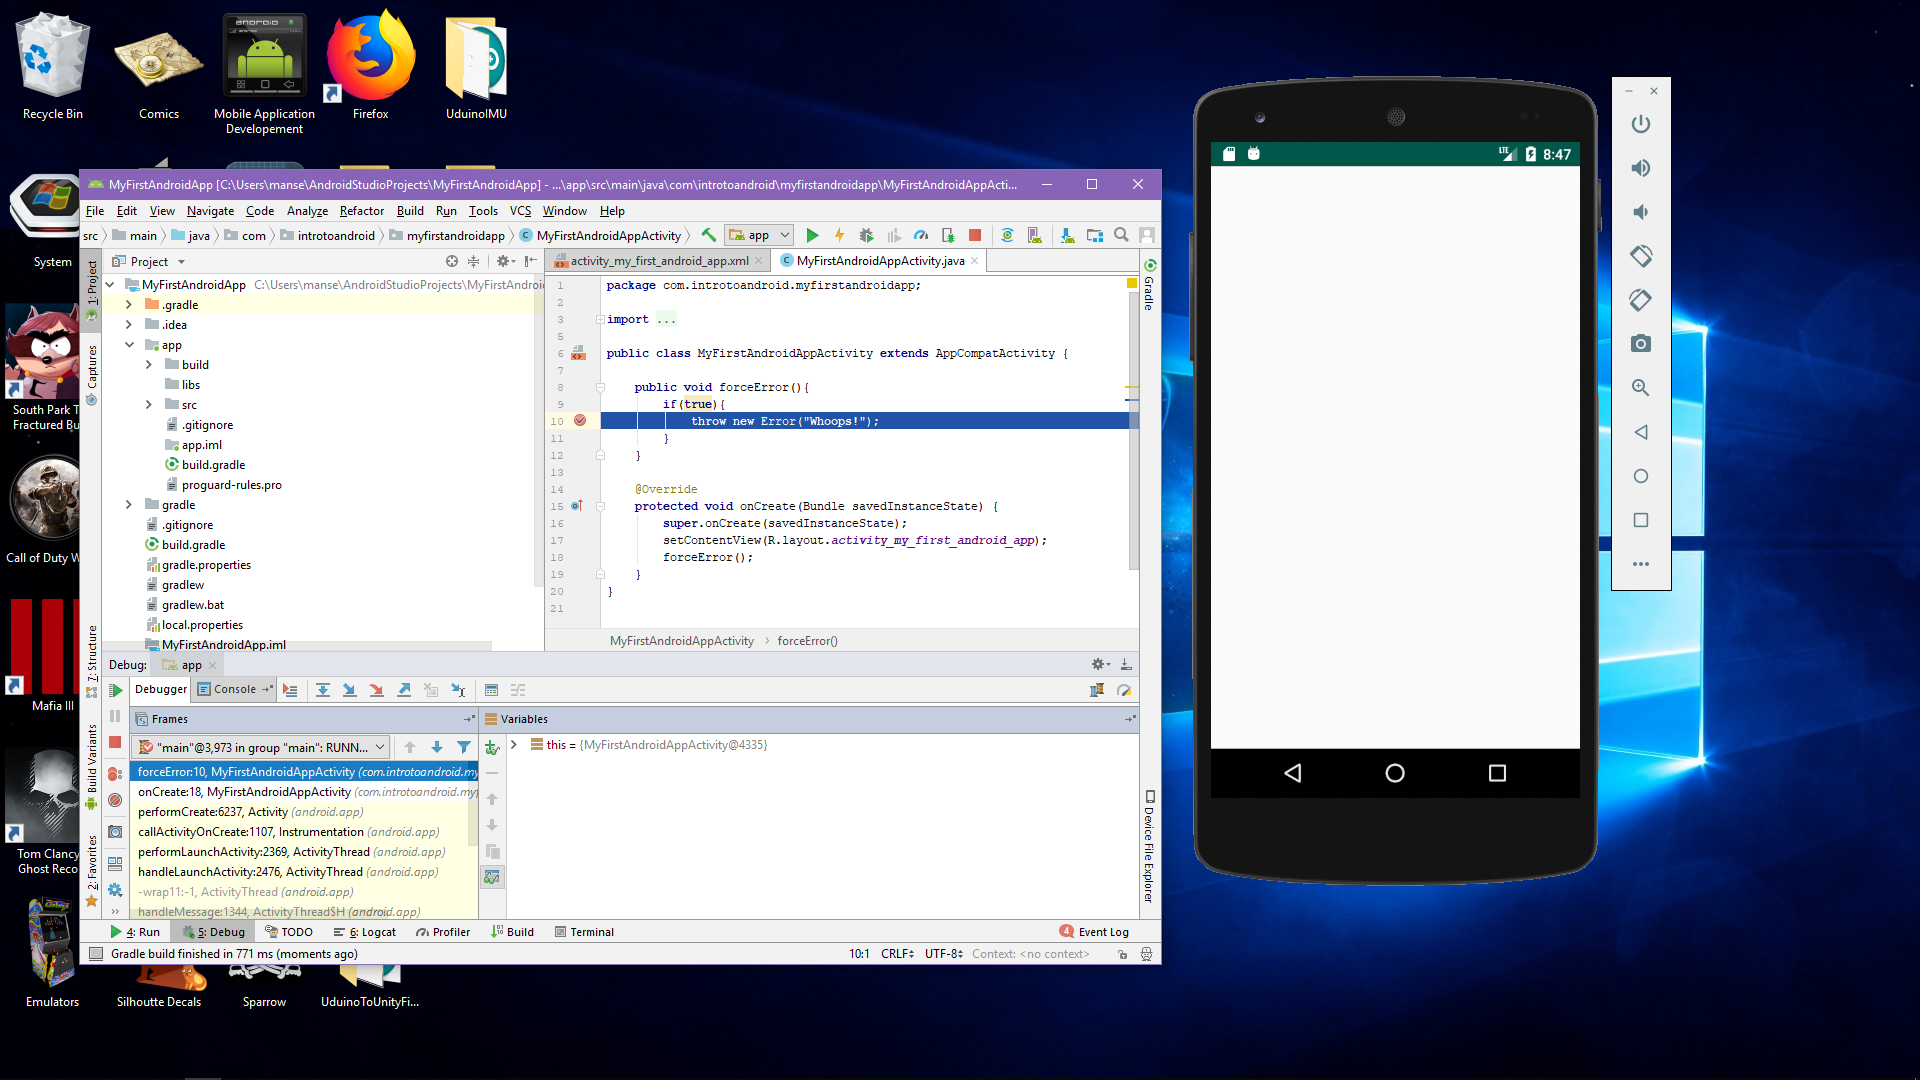 Recycle Bin
Comics
android
Mobile Application
Developement
Firefox
UduinoIMU
System
South Park T
Fractured Bu
Call of Duty W
Mafia III
Tom Clancy
Ghost Reco
Emulators
Silhoutte Decals
Sparrow
UduinoToUnityFi...
MyFirstAndroidApp [C:\Users\manse\AndroidStudioProjects\MyFirstAndroidApp] - ...\app\src\main\java\com\introtoandroid\myfirstandroidapp\MyFirstAndroidAppActi...
File Edit View Navigate Code Analyze Refactor Build Run Tools VCS Window Help
src main java com introtoandroid myfirstandroidapp MyFirstAndroidAppActivity app
1: Project
Captures
7: Structure
Build Variants
2: Favorites
Project
MyFirstAndroidApp C:\Users\manse\AndroidStudioProjects\MyFirstAndroi
.gradle
.idea
app
build
libs
src
.gitignore
app.iml
build.gradle
proguard-rules.pro
gradle
.gitignore
build.gradle
gradle.properties
gradlew
gradlew.bat
local.properties
MyFirstAndroidApp.iml
activity_my_first_android_app.xml
MyFirstAndroidAppActivity.java
1 package com.introtoandroid.myfirstandroidapp;
2
3 import ...
5
6 public class MyFirstAndroidAppActivity extends AppCompatActivity {
7
8 public void forceError(){
9 if(true){
10 throw new Error("Whoops!");
11 }
12 }
13
14 @Override
15 protected void onCreate(Bundle savedInstanceState) {
16 super.onCreate(savedInstanceState);
17 setContentView(R.layout.activity_my_first_android_app);
18 forceError();
19 }
20 }
21
MyFirstAndroidAppActivity forceError()
Gradle
Device File Explorer
Debug: app
Debugger Console
Frames
Variables
"main"@3,973 in group "main": RUNN...
this = {MyFirstAndroidAppActivity@4335}
forceError:10, MyFirstAndroidAppActivity (com.introtoandroid.my
onCreate:18, MyFirstAndroidAppActivity (com.introtoandroid.my
performCreate:6237, Activity (android.app)
callActivityOnCreate:1107, Instrumentation (android.app)
performLaunchActivity:2369, ActivityThread (android.app)
handleLaunchActivity:2476, ActivityThread (android.app)
-wrap11:-1, ActivityThread (android.app)
handleMessage:1344, ActivityThread$H (android.app)
4: Run 5: Debug TODO 6: Logcat Profiler Build Terminal 4 Event Log
Gradle build finished in 771 ms (moments ago) 10:1 CRLF UTF-8 Context: <no context>
LTE 8:47